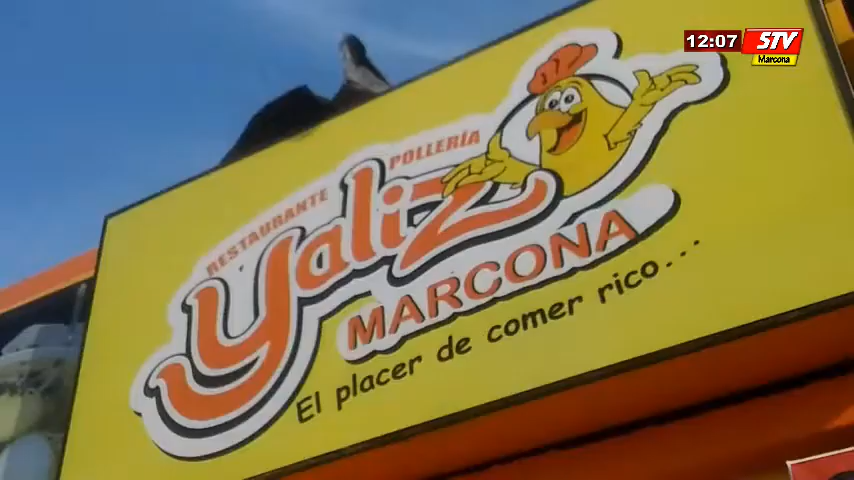 12:07 STV
Marcona
RESTAURANTE POLLERÍA
Yaliz
MARCONA
El placer de comer rico...